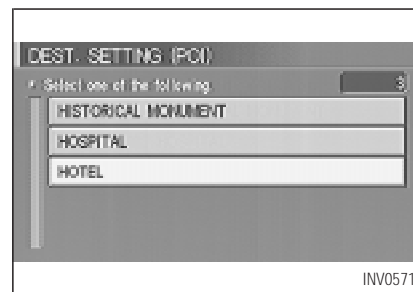 DEST. SETTING (POI)
Select one of the following
3
HISTORICAL MONUMENT
HOSPITAL
HOTEL
INV0571